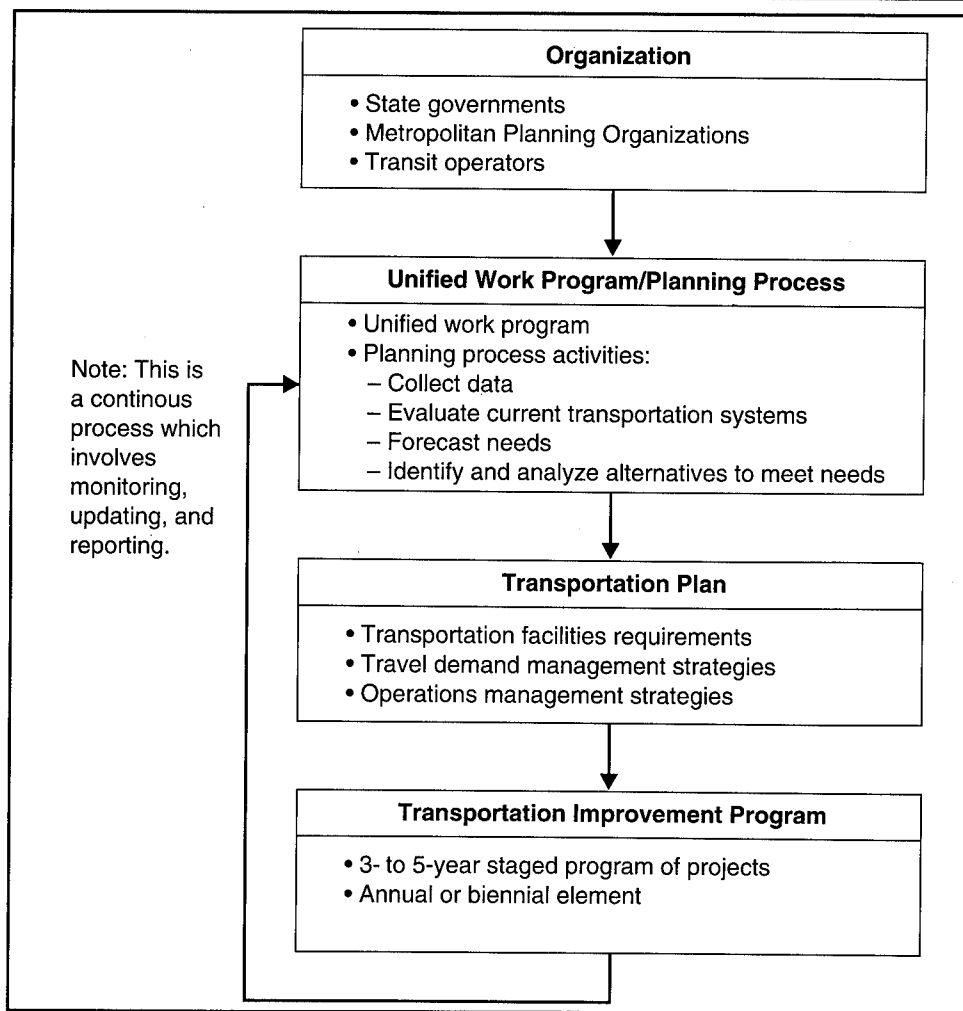 Organization
• State governments
• Metropolitan Planning Organizations
• Transit operators
Unified Work Program/Planning Process
• Unified work program
• Planning process activities:
– Collect data
– Evaluate current transportation systems
– Forecast needs
– Identify and analyze alternatives to meet needs
Note: This is
a continous
process which
involves
monitoring,
updating, and
reporting.
Transportation Plan
• Transportation facilities requirements
• Travel demand management strategies
• Operations management strategies
Transportation Improvement Program
• 3- to 5-year staged program of projects
• Annual or biennial element